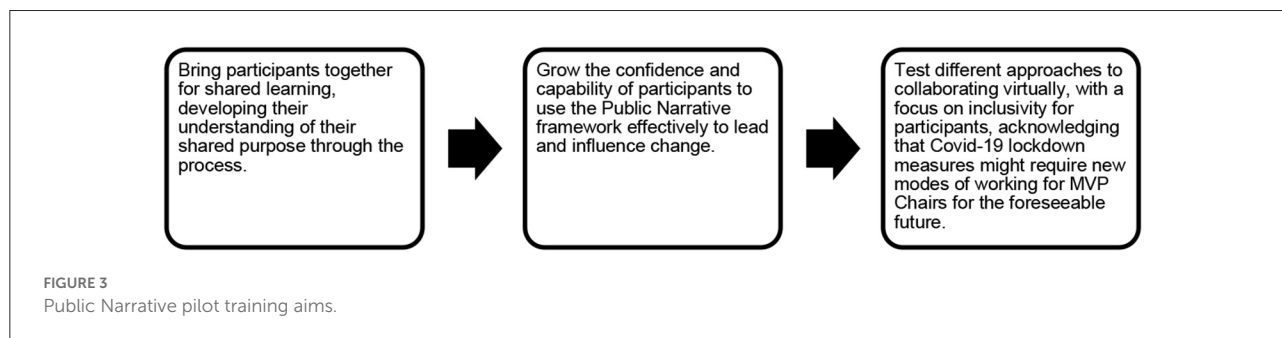 Bring participants together
for shared learning,
developing their
understanding of their
shared purpose through the
process.
Grow the confidence and
capability of participants to
use the Public Narrative
framework effectively to lead
and influence change.
Test different approaches to
collaborating virtually, with a
focus on inclusivity for
participants, acknowledging
that Covid-19 lockdown
measures might require new
modes of working for MVP
Chairs for the foreseeable
future.
FIGURE 3
Public Narrative pilot training aims.